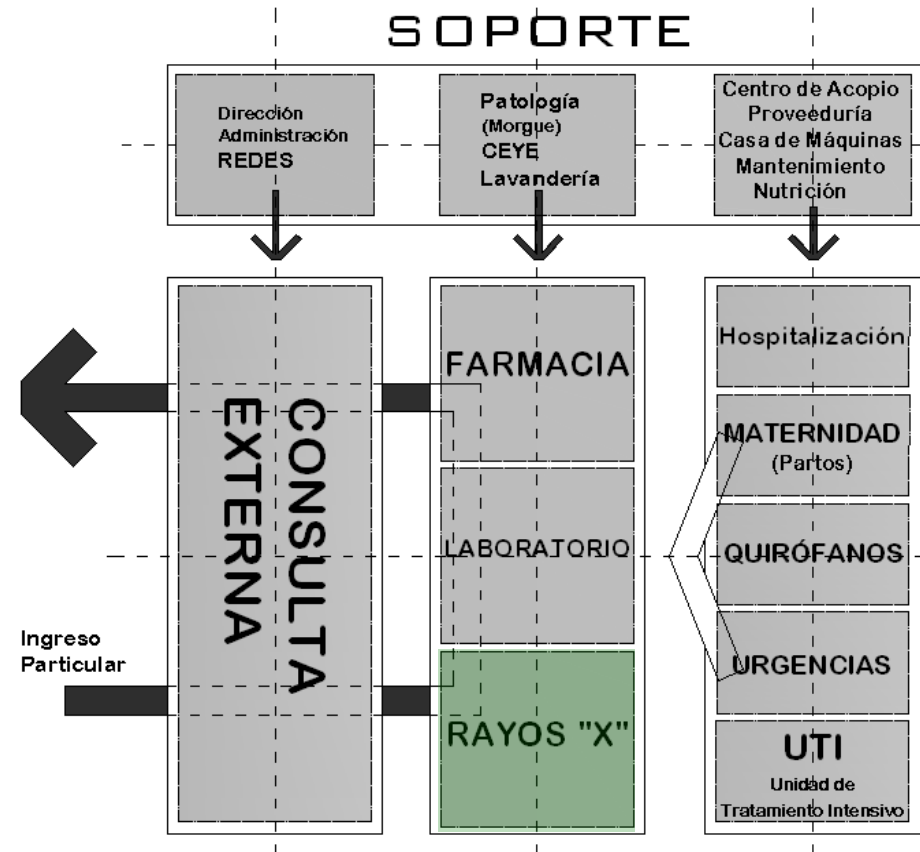 SOPORTE
Dirección
Administración
REDES
Patología
(Morgue)
CEYE
Lavandería
Centro de Acopio
Proveeduría
Casa de Máquinas
Mantenimiento
Nutrición
CONSULTA
EXTERNA
Ingreso
Particular
FARMACIA
LABORATORIO
RAYOS "X"
Hospitalización
MATERNIDAD
(Partos)
QUIRÓFANOS
URGENCIAS
UTI
Unidad de
Tratamiento Intensivo